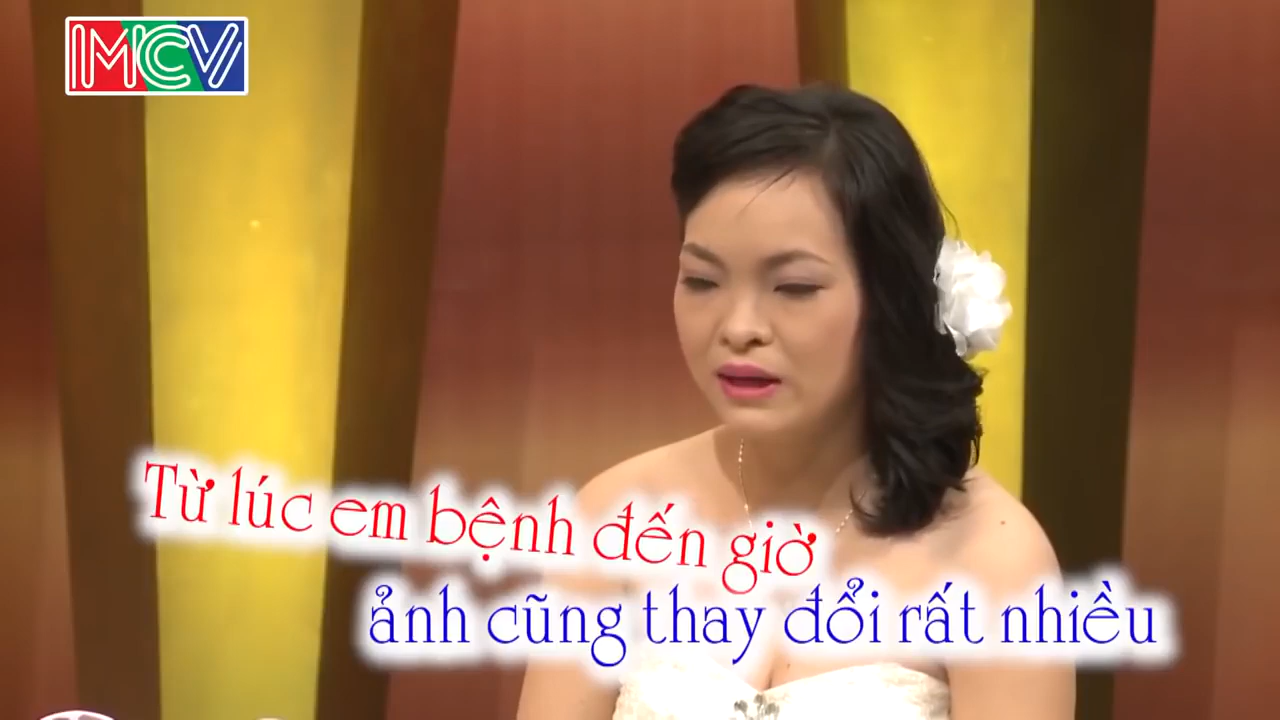 MCV
Từ lúc em bệnh đến giờ
ảnh cũng thay đổi rất nhiều